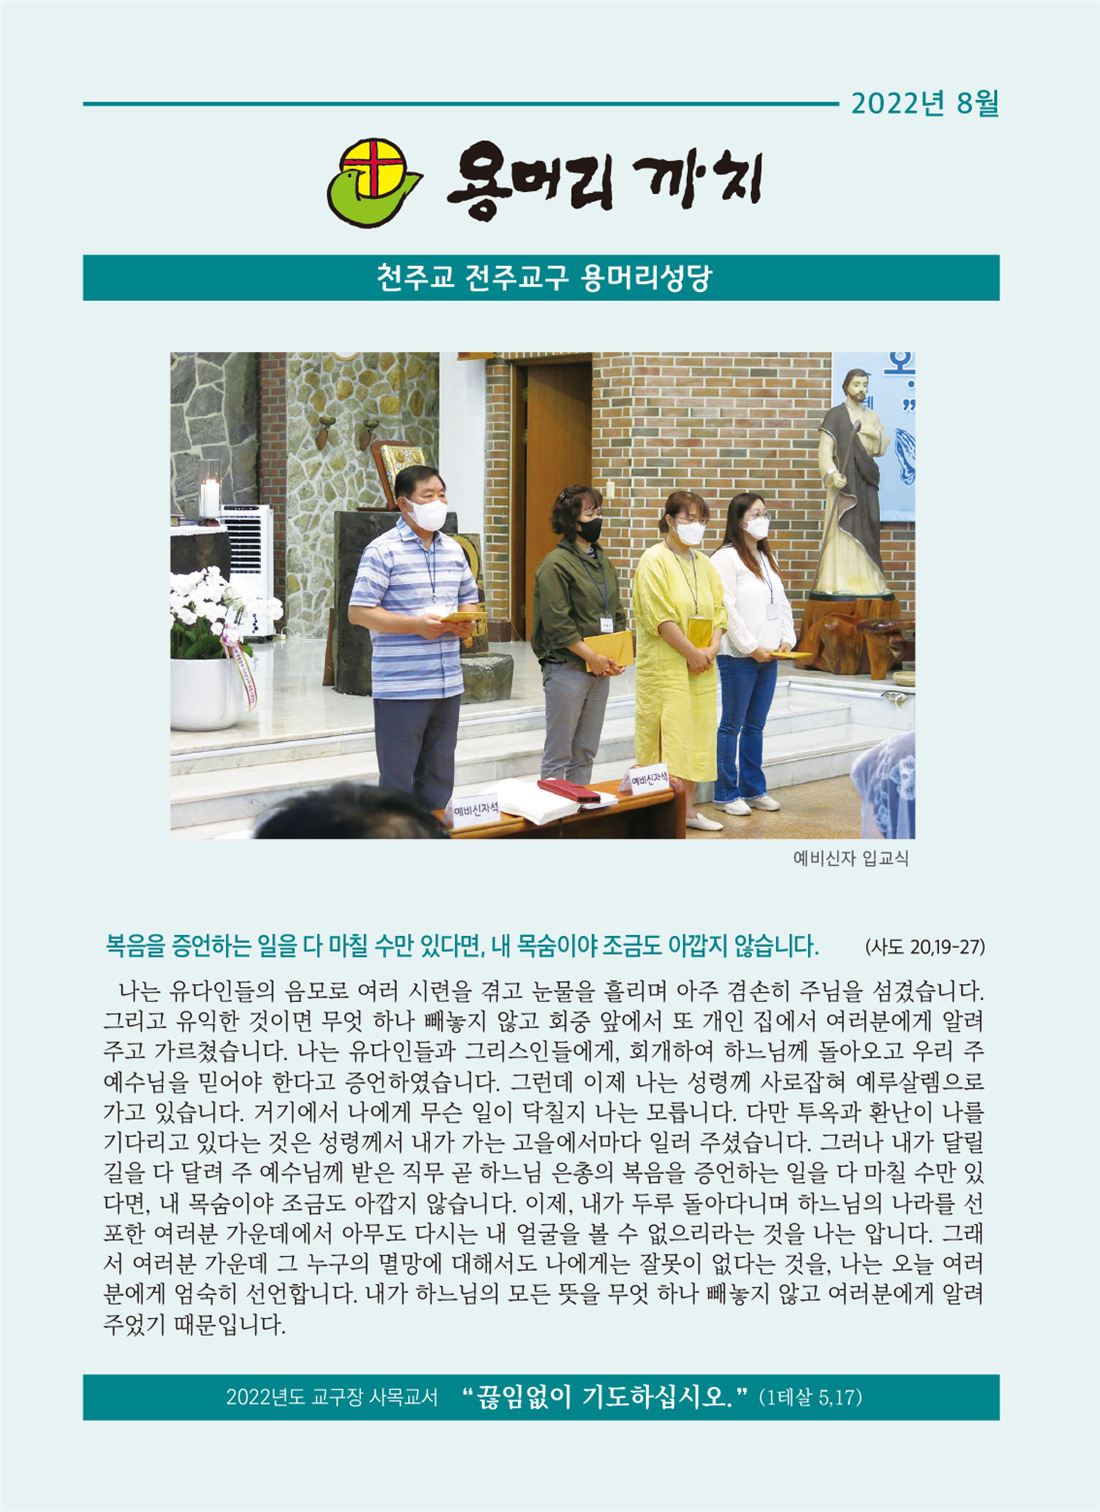 2022년 8월
용머리 까치
천주교 전주교구 용머리성당
오.
”
예비신자석
예비신자석
예비신자 입교식
복음을 증언하는 일을 다 마칠 수만 있다면, 내 목숨이야 조금도 아깝지 않습니다. (사도 20,19-27)
나는 유다인들의 음모로 여러 시련을 겪고 눈물을 흘리며 아주 겸손히 주님을 섬겼습니다.
그리고 유익한 것이면 무엇 하나 빼놓지 않고 회중 앞에서 또 개인 집에서 여러분에게 알려
주고 가르쳤습니다. 나는 유다인들과 그리스인들에게, 회개하여 하느님께 돌아오고 우리 주
예수님을 믿어야 한다고 증언하였습니다. 그런데 이제 나는 성령께 사로잡혀 예루살렘으로
가고 있습니다. 거기에서 나에게 무슨 일이 닥칠지 나는 모릅니다. 다만 투옥과 환난이 나를
기다리고 있다는 것은 성령께서 내가 가는 고을에서마다 일러 주셨습니다. 그러나 내가 달릴
길을 다 달려 주 예수님께 받은 직무 곧 하느님 은총의 복음을 증언하는 일을 다 마칠 수만 있
다면, 내 목숨이야 조금도 아깝지 않습니다. 이제, 내가 두루 돌아다니며 하느님의 나라를 선
포한 여러분 가운데에서 아무도 다시는 내 얼굴을 볼 수 없으리라는 것을 나는 압니다. 그래
서 여러분 가운데 그 누구의 멸망에 대해서도 나에게는 잘못이 없다는 것을, 나는 오늘 여러
분에게 엄숙히 선언합니다. 내가 하느님의 모든 뜻을 무엇 하나 빼놓지 않고 여러분에게 알려
주었기 때문입니다.
2022년도 교구장 사목교서 “끊임없이 기도하십시오.” (1테살 5,17)